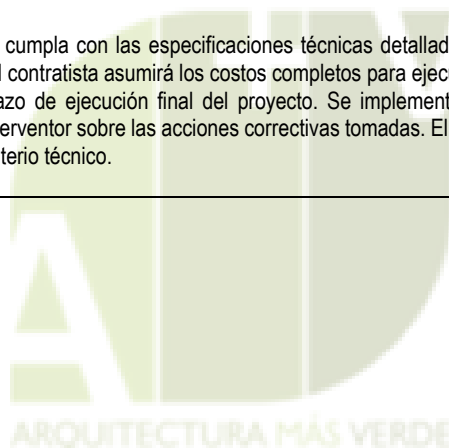 cumpla con las especificaciones técnicas detallad
l contratista asumirá los costos completos para ejecu
azo de ejecución final del proyecto. Se implement
erventor sobre las acciones correctivas tomadas. El
terio técnico.
ARQUITECTURA MÁS VERDE